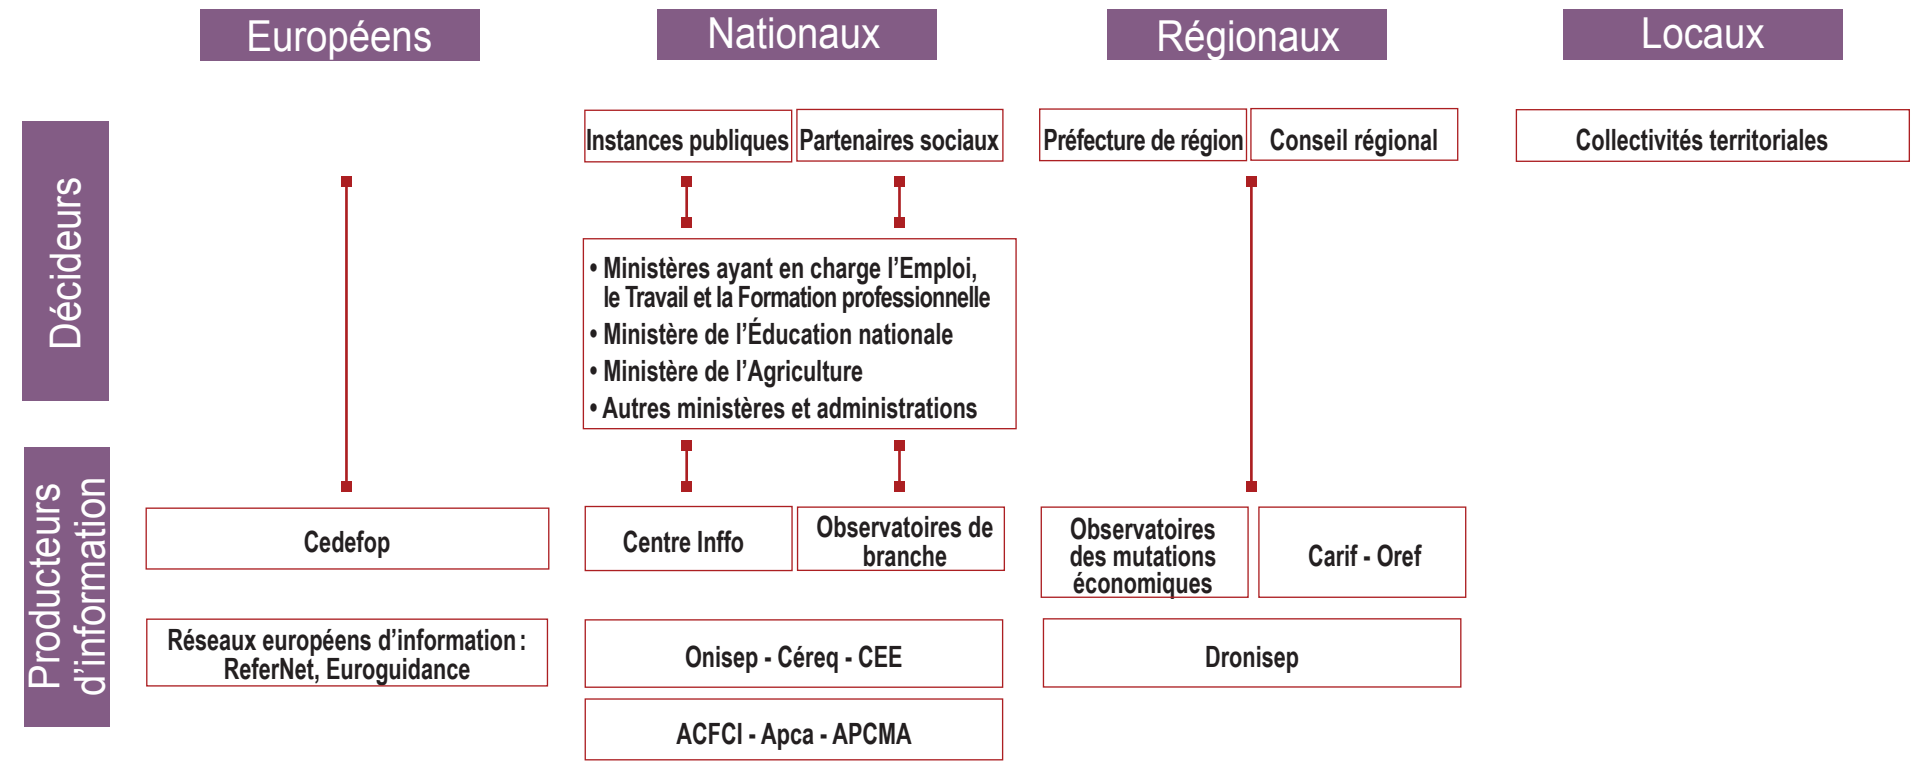 Européens
Nationaux
Régionaux
Locaux
Décideurs
Instances publiques
Partenaires sociaux
Préfecture de région
Conseil régional
Collectivités territoriales
• Ministères ayant en charge l’Emploi,
le Travail et la Formation professionnelle
• Ministère de l’Éducation nationale
• Ministère de l’Agriculture
• Autres ministères et administrations
Producteurs
d’information
Cedefop
Centre Inffo
Observatoires de
branche
Observatoires
des mutations
économiques
Carif - Oref
Réseaux européens d’information :
ReferNet, Euroguidance
Onisep - Céreq - CEE
Dronisep
ACFCI - Apca - APCMA